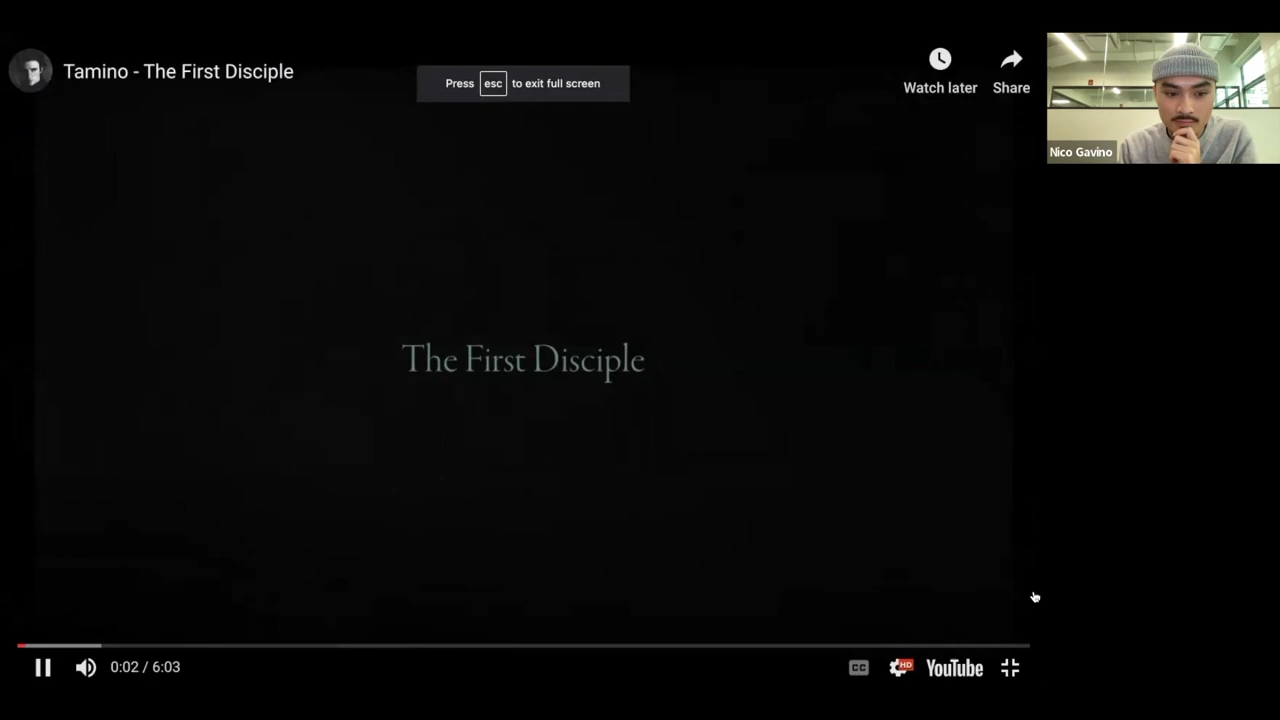 Tamino - The First Disciple
Press esc to exit full screen
Watch later
Share
Nico Gavino
The First Disciple
0:02 / 6:03
CC
HD
YouTube